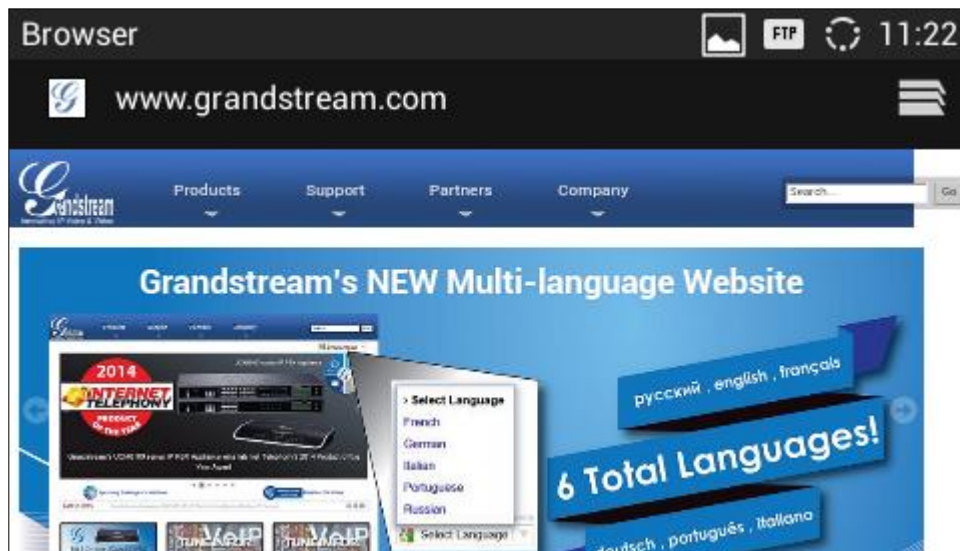 Browser
FTP
11:22
www.grandstream.com
Grandstream
Products
Support
Partners
Company
Search...
Go
Grandstream's NEW Multi-language Website
2014
INTERNET
TELEPHONY
PRODUCT
OF THE YEAR
> Select Language
French
German
Italian
Portuguese
Russian
Select Language
русский , english , français
6 Total Languages!
deutsch , português , italiano
VoIP
VoIP